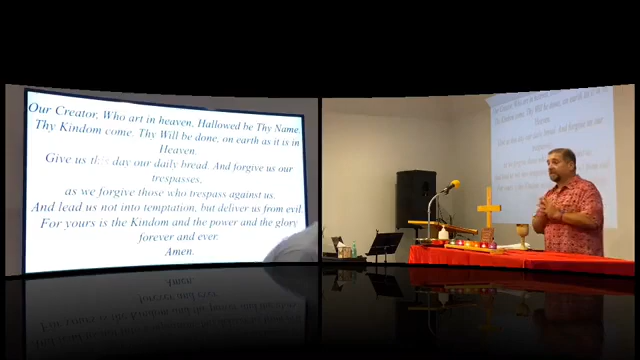 Our Creator, Who art in heaven, Hallowed be Thy Name,
Thy Kindom come. Thy Will be done, on earth as it is in
Heaven.
Give us this day our daily bread. And forgive us our
trespasses,
as we forgive those who trespass against us.
And lead us not into temptation, but deliver us from evil.
For yours is the Kindom and the power and the glory
forever and ever.
Amen.